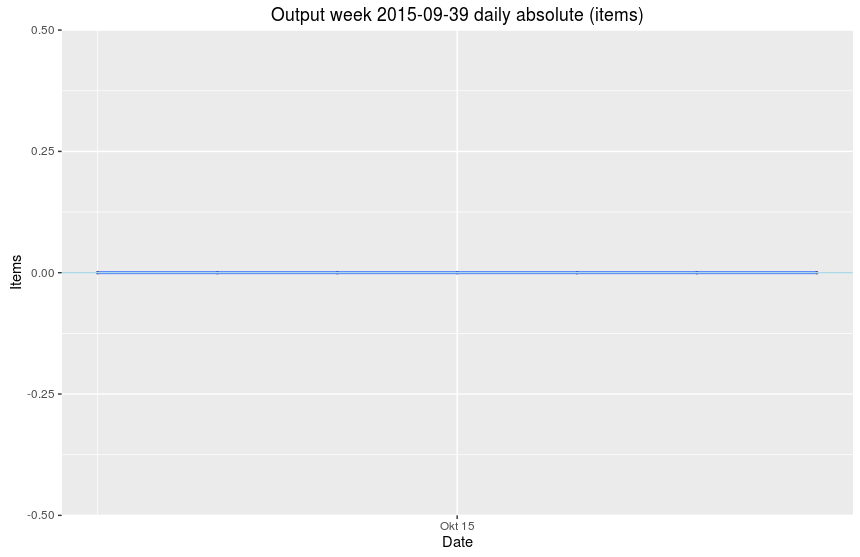 Output week 2015-09-39 daily absolute (items)
0.50
0.25
0.00
-0.25
-0.50
Items
Okt 15
Date